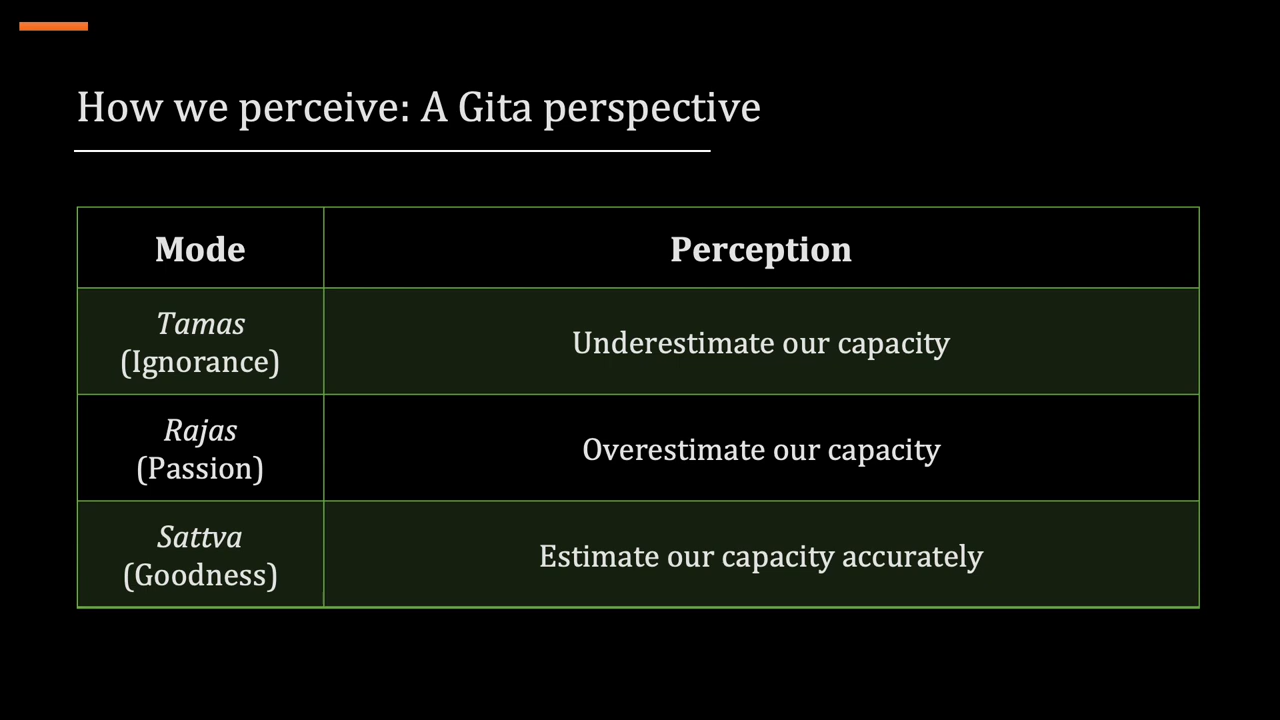 How we perceive: A Gita perspective
Mode
Perception
Tamas
(Ignorance)
Underestimate our capacity
Rajas
(Passion)
Overestimate our capacity
Sattva
(Goodness)
Estimate our capacity accurately